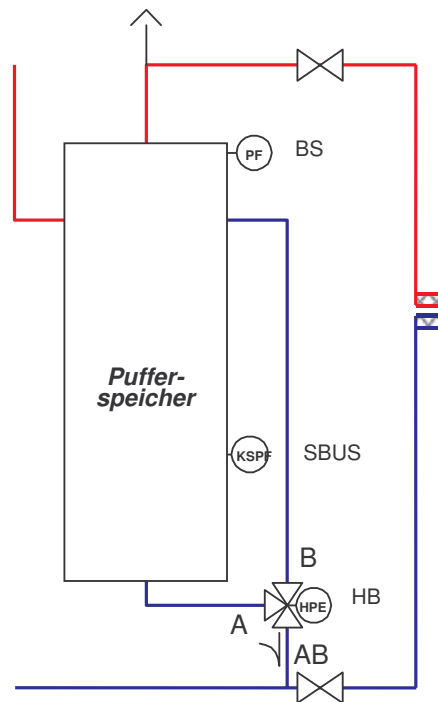 PF
BS
Puffer-
speicher
KSPF
SBUS
B
HPE
HB
A
AB